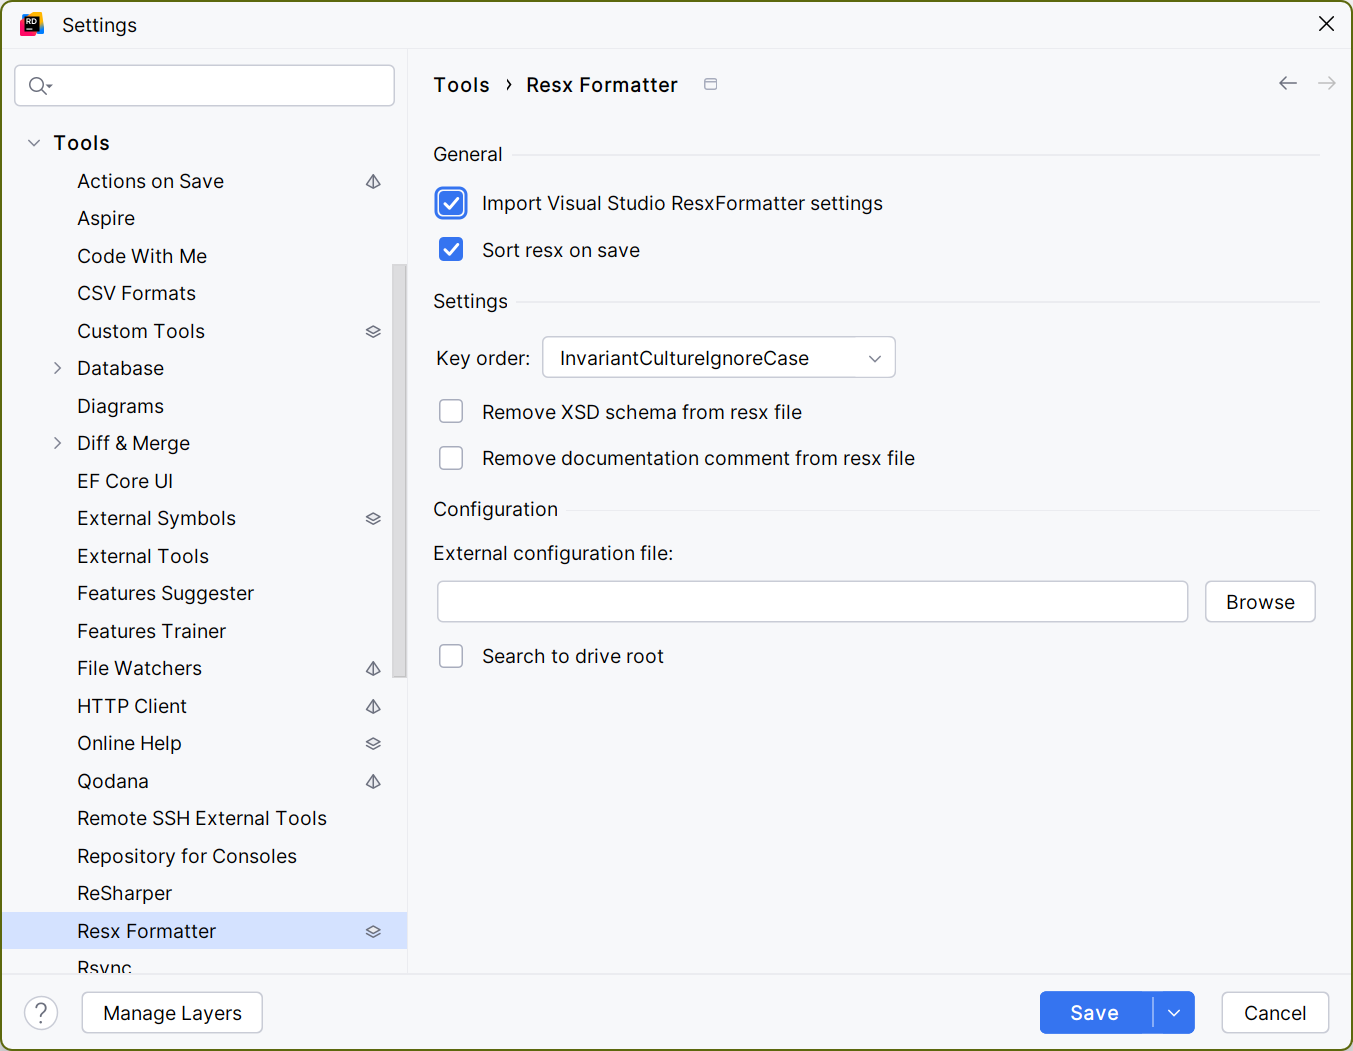 RD
Settings
Tools
Actions on Save
Aspire
Code With Me
CSV Formats
Custom Tools
Database
Diagrams
Diff & Merge
EF Core UI
External Symbols
External Tools
Features Suggester
Features Trainer
File Watchers
HTTP Client
Online Help
Qodana
Remote SSH External Tools
Repository for Consoles
ReSharper
Resx Formatter
Rsync
Tools › Resx Formatter
General
Import Visual Studio ResxFormatter settings
Sort resx on save
Settings
Key order: InvariantCultureIgnoreCase
Remove XSD schema from resx file
Remove documentation comment from resx file
Configuration
External configuration file:
Browse
Search to drive root
? Manage Layers Save Cancel